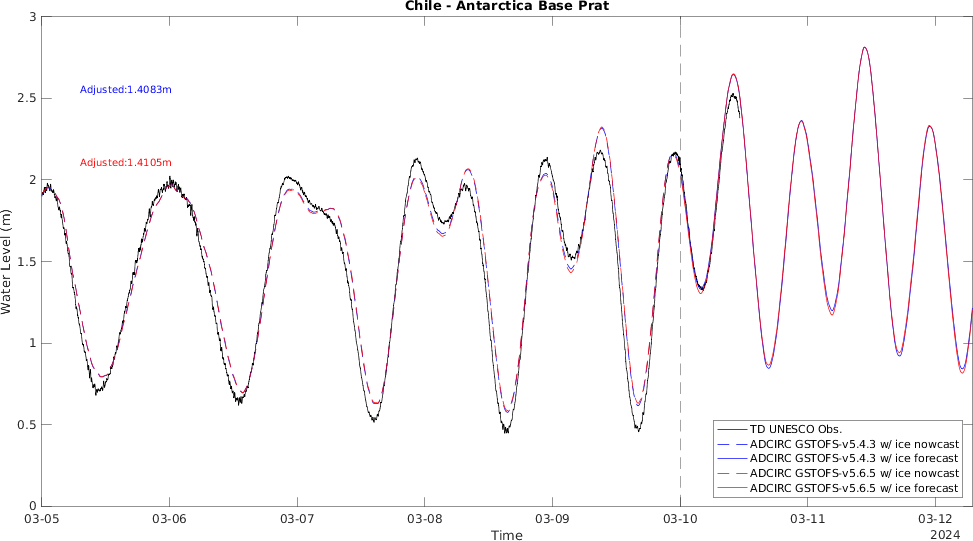 Chile - Antarctica Base Prat
3
2.5
2
1.5
1
0.5
0
Water Level (m)
Adjusted:1.4083m
Adjusted:1.4105m
TD UNESCO Obs.
ADCIRC GSTOFS-v5.4.3 w/ ice nowcast
ADCIRC GSTOFS-v5.4.3 w/ ice forecast
ADCIRC GSTOFS-v5.6.5 w/ ice nowcast
ADCIRC GSTOFS-v5.6.5 w/ ice forecast
03-05 03-06 03-07 03-08 03-09 03-10 03-11 03-12
Time
2024